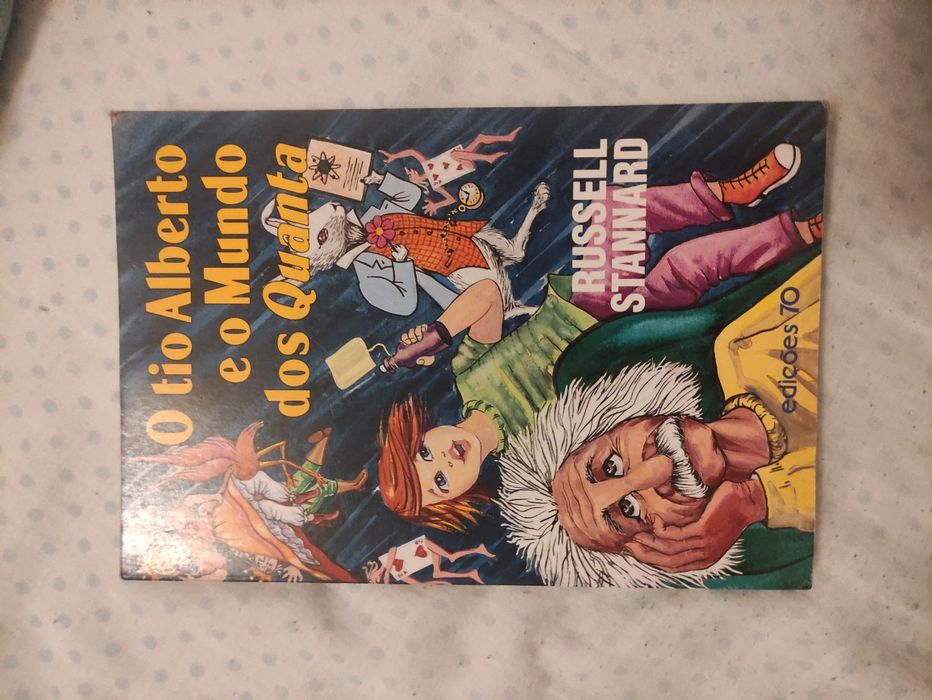 O tio Alberto
e o Mundo
dos Quanta
RUSSELL
STANNARD
edições 70